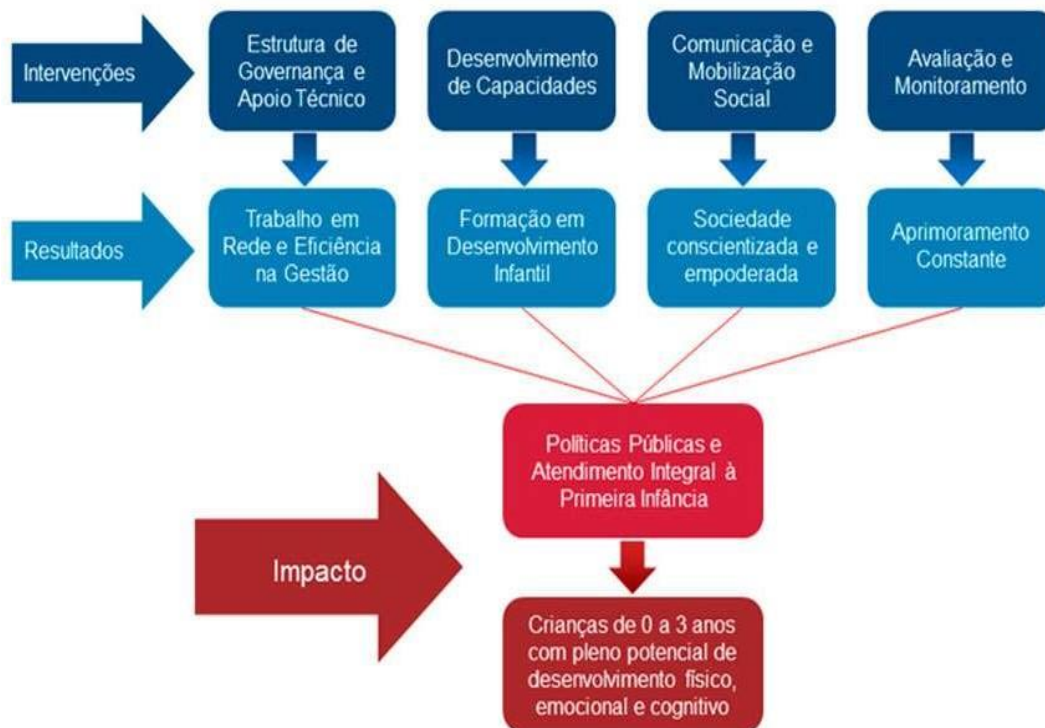 Intervenções
Estrutura de
Governança e
Apoio Técnico
Desenvolvimento
de Capacidades
Comunicação e
Mobilização
Social
Avaliação e
Monitoramento
Resultados
Trabalho em
Rede e Eficiência
na Gestão
Formação em
Desenvolvimento
Infantil
Sociedade
conscientizada e
empoderada
Aprimoramento
Constante
Políticas Públicas e
Atendimento Integral à
Primeira Infância
Impacto
Crianças de 0 a 3 anos
com pleno potencial de
desenvolvimento físico,
emocional e cognitivo